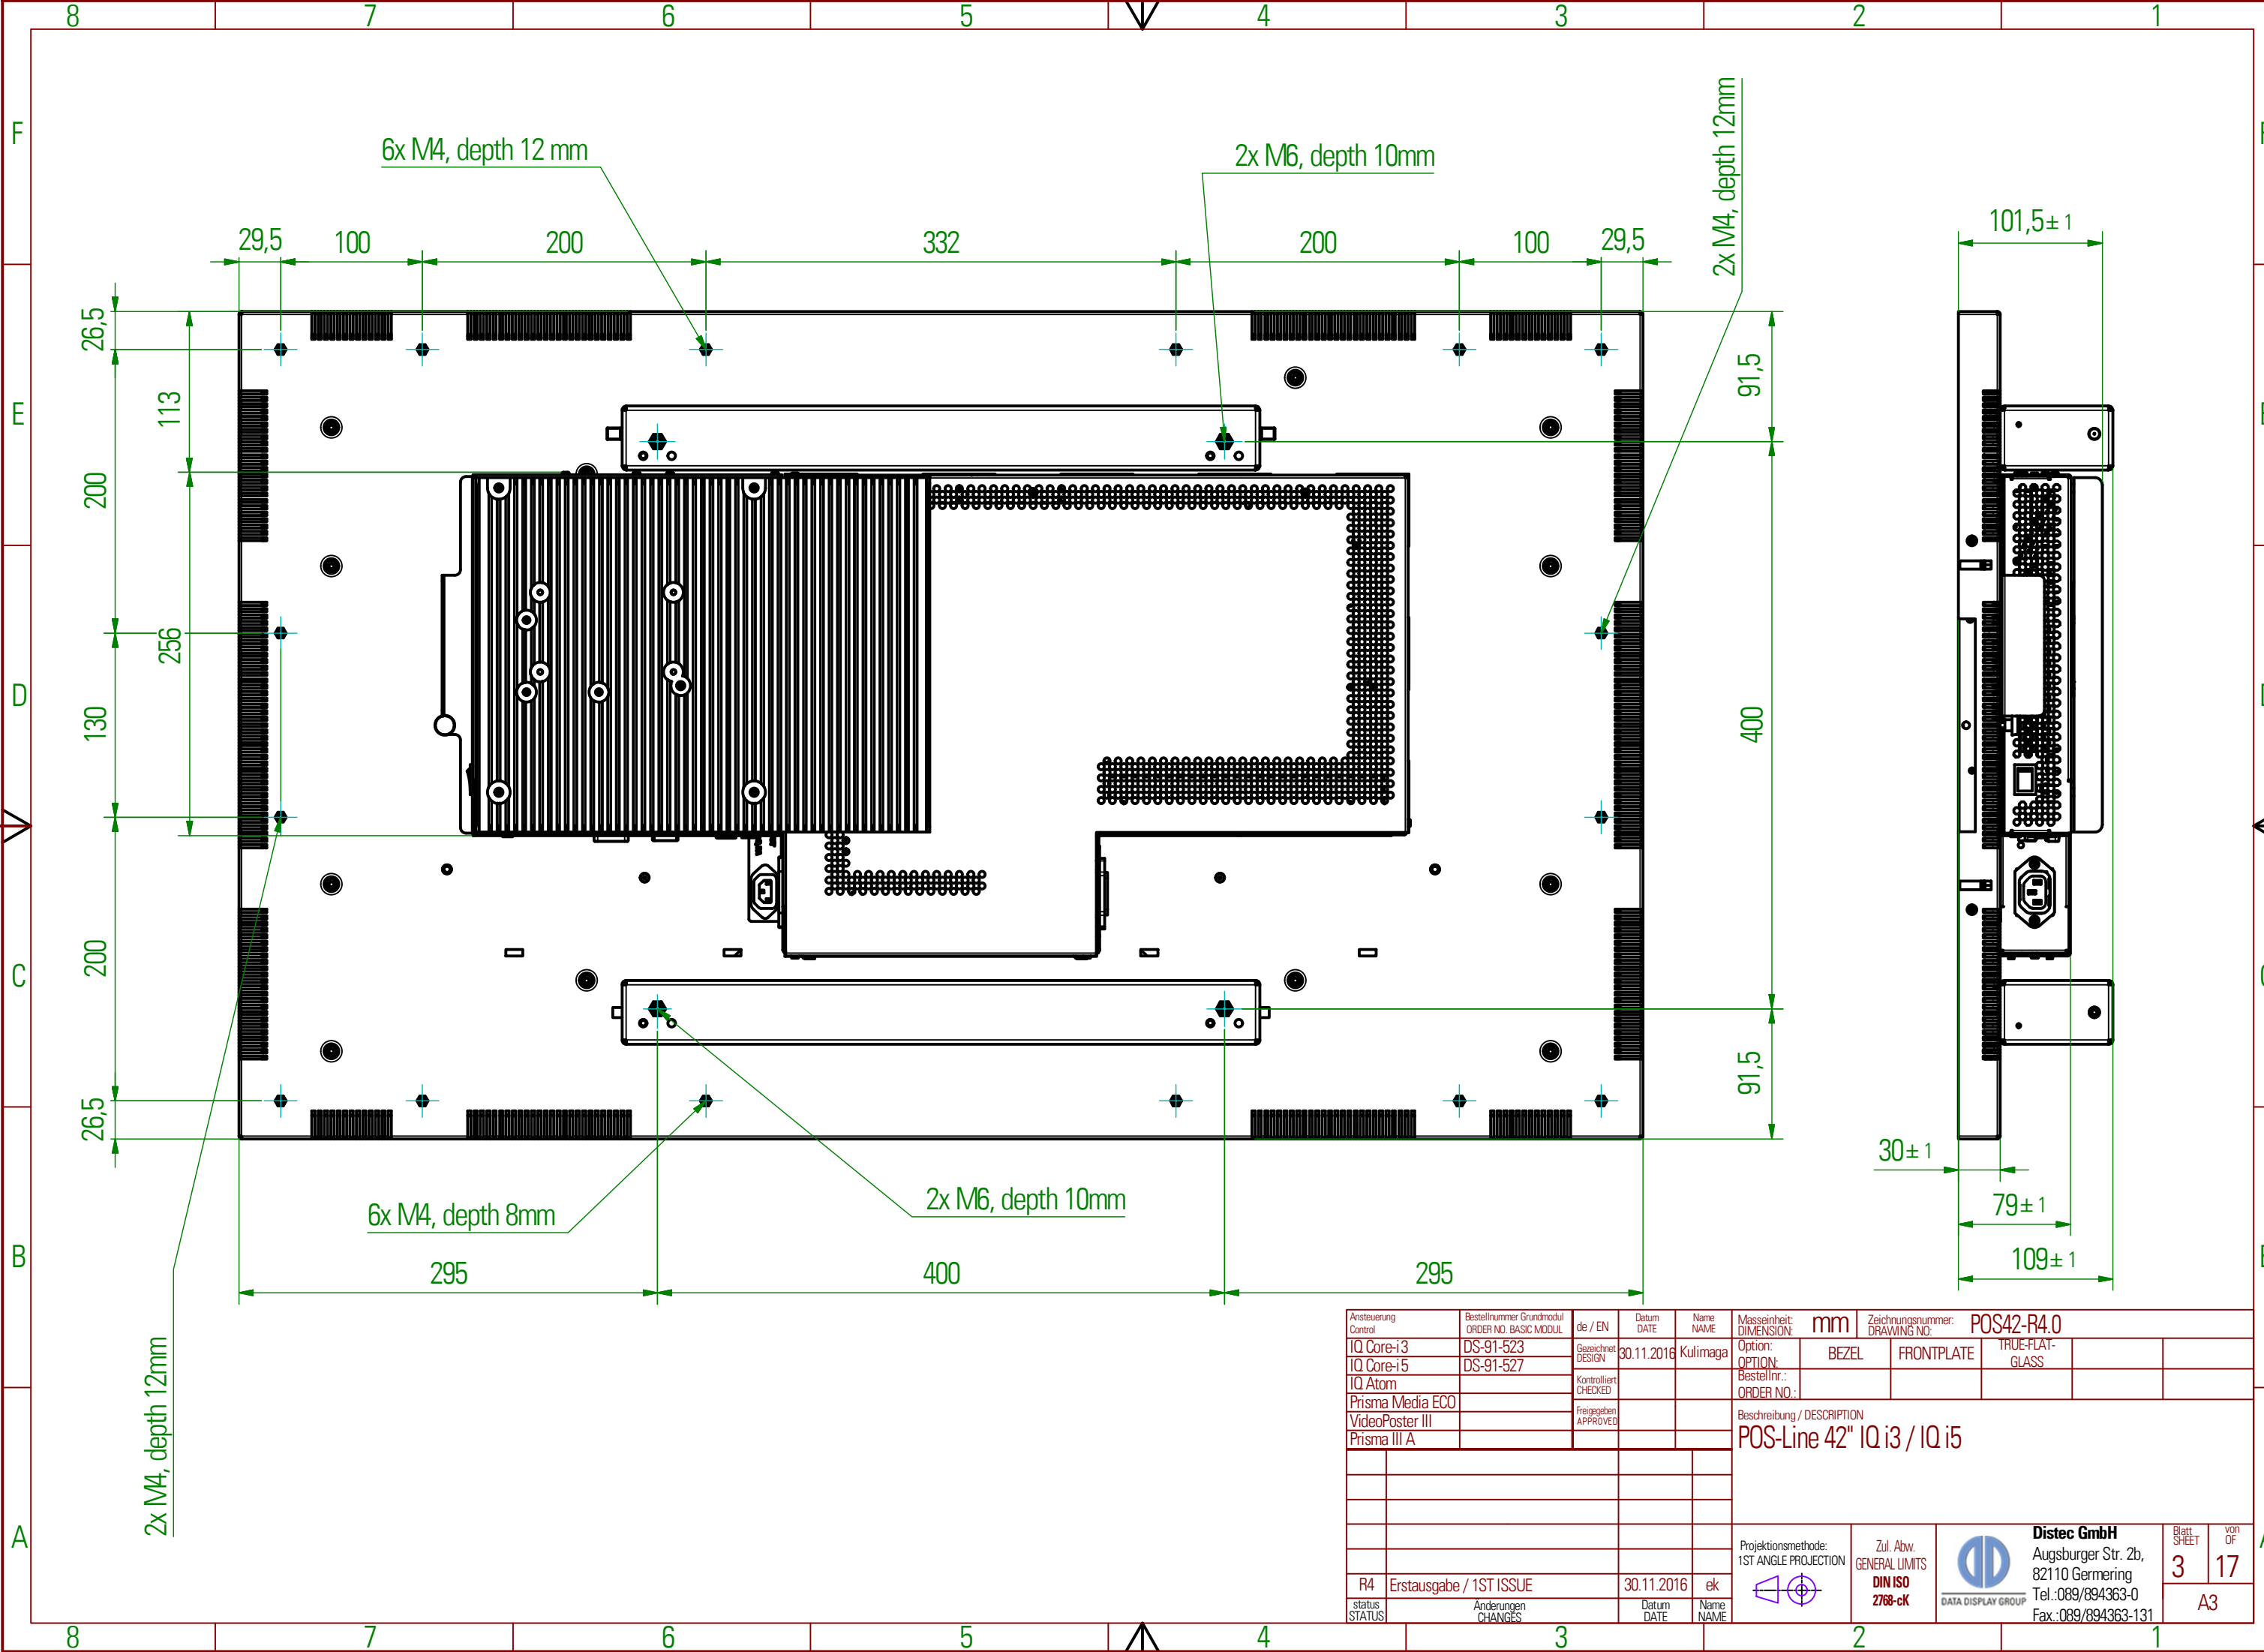 8 7 6 5 4 3 2 1
F
E
D
C
B
A
6x M4, depth 12 mm
2x M6, depth 10mm
2x M4, depth 12mm
29,5 100 200 332 200 100 29,5
101,5± 1
26,5
113
200
256
130
200
26,5
91,5
400
91,5
30± 1
79± 1
109± 1
6x M4, depth 8mm
2x M6, depth 10mm
2x M4, depth 12mm
295 400 295
Ansteuerung
Control
Bestellnummer Grundmodul
ORDER NO. BASIC MODUL
IQ Core-i3 DS-91-523
IQ Core-i5 DS-91-527
IQ Atom
Prisma Media ECO
VideoPoster III
Prisma III A
de / EN
Datum
DATE
Name
NAME
Gezeichnet
DESIGN
30.11.2016 Kulimaga
Kontrolliert
CHECKED
Freigegeben
APPROVED
Masseinheit:
DIMENSION:
mm
Zeichnungsnummer:
DRAWING NO:
POS42-R4.0
Option:
OPTION:
BEZEL FRONTPLATE
TRUE-FLAT-
GLASS
Bestellnr.:
ORDER NO.:
Beschreibung / DESCRIPTION
POS-Line 42" IQ i3 / IQ i5
R4 Erstausgabe / 1ST ISSUE 30.11.2016 ek
status
STATUS
Änderungen
CHANGES
Datum
DATE
Name
NAME
Projektionsmethode:
1ST ANGLE PROJECTION
Zul. Abw.
GENERAL LIMITS
DIN ISO
2768-cK
DATA DISPLAY GROUP
Distec GmbH
Augsburger Str. 2b,
82110 Germering
Tel.:089/894363-0
Fax.:089/894363-131
Blatt
SHEET
3
von
OF
17
A3
8 7 6 5 4 3 2 1